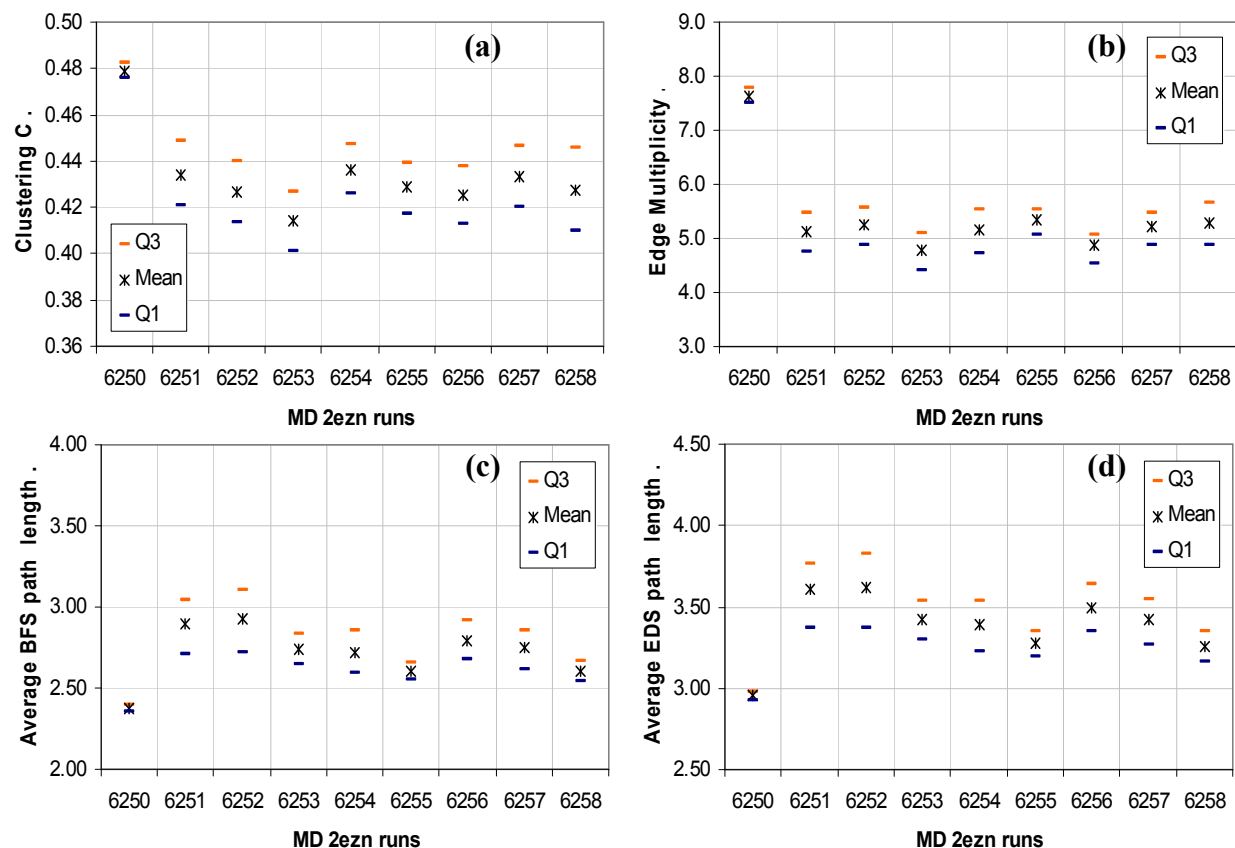 (a)
0.50
0.48
0.46
0.44
0.42
0.40
0.38
0.36
Clustering C .
Q3
Mean
Q1
6250 6251 6252 6253 6254 6255 6256 6257 6258
MD 2ezn runs
(b)
9.0
8.0
7.0
6.0
5.0
4.0
3.0
Edge Multiplicity .
Q3
Mean
Q1
6250 6251 6252 6253 6254 6255 6256 6257 6258
MD 2ezn runs
(c)
4.00
3.50
3.00
2.50
2.00
Average BFS path length .
Q3
Mean
Q1
6250 6251 6252 6253 6254 6255 6256 6257 6258
MD 2ezn runs
(d)
4.50
4.00
3.50
3.00
2.50
Average EDS path length .
Q3
Mean
Q1
6250 6251 6252 6253 6254 6255 6256 6257 6258
MD 2ezn runs